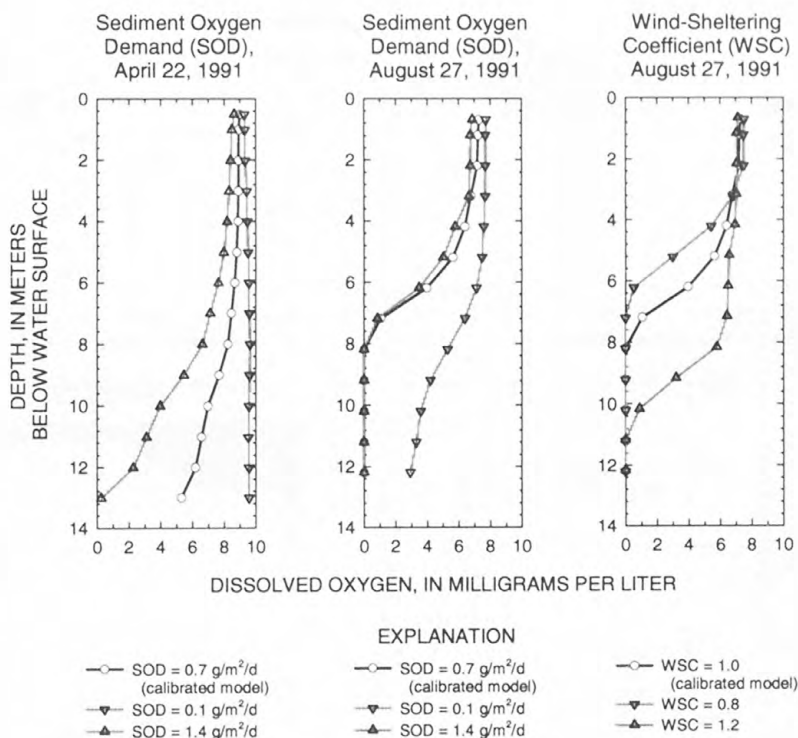 Sediment Oxygen
Demand (SOD),
April 22, 1991
Sediment Oxygen
Demand (SOD),
August 27, 1991
Wind-Sheltering
Coefficient (WSC)
August 27, 1991
DEPTH, IN METERS
BELOW WATER SURFACE
0
2
4
6
8
10
12
14
0 2 4 6 8 10
0
2
4
6
8
10
12
14
0 2 4 6 8 10
0
2
4
6
8
10
12
14
0 2 4 6 8 10
DISSOLVED OXYGEN, IN MILLIGRAMS PER LITER
EXPLANATION
SOD = 0.7 g/m²/d
(calibrated model)
SOD = 0.1 g/m²/d
SOD = 1.4 g/m²/d
SOD = 0.7 g/m²/d
(calibrated model)
SOD = 0.1 g/m²/d
SOD = 1.4 g/m²/d
WSC = 1.0
(calibrated model)
WSC = 0.8
WSC = 1.2